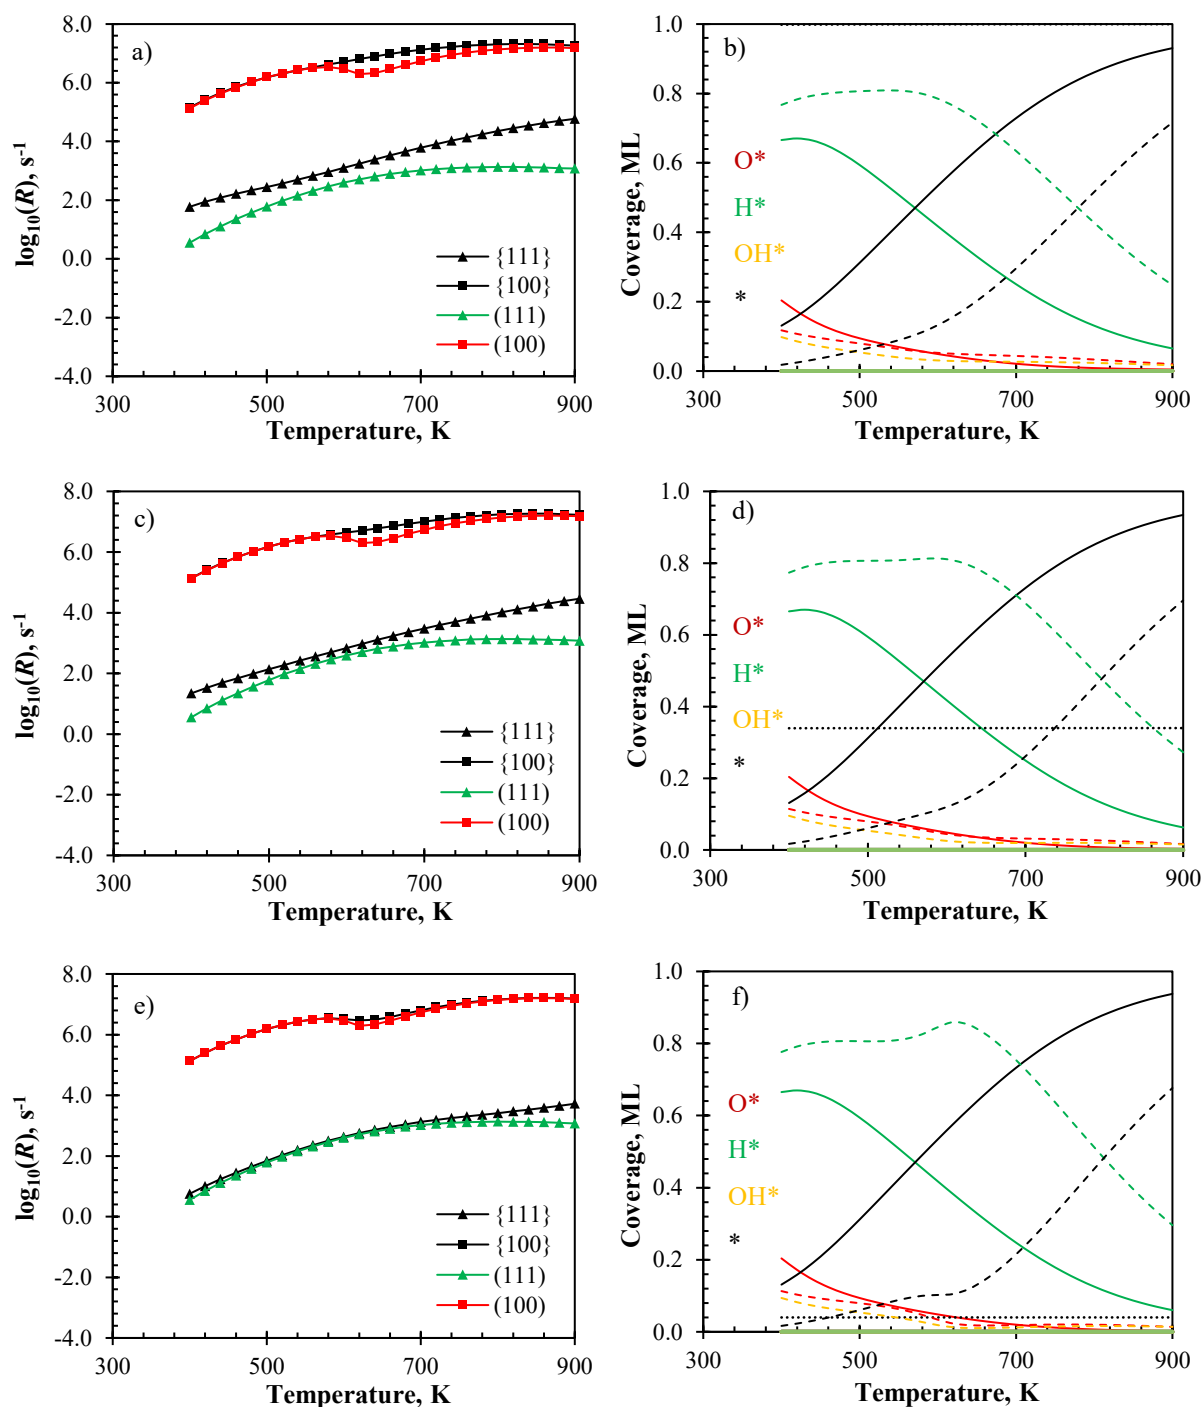 a)
log₁₀(R), s⁻¹
8.0
6.0
4.0
2.0
0.0
-2.0
-4.0
{111}
{100}
(111)
(100)
300 500 700 900
Temperature, K
b)
Coverage, ML
1.0
0.8
0.6
0.4
0.2
0.0
O*
H*
OH*
*
300 500 700 900
Temperature, K
c)
log₁₀(R), s⁻¹
8.0
6.0
4.0
2.0
0.0
-2.0
-4.0
{111}
{100}
(111)
(100)
300 500 700 900
Temperature, K
d)
Coverage, ML
1.0
0.8
0.6
0.4
0.2
0.0
O*
H*
OH*
*
300 500 700 900
Temperature, K
e)
log₁₀(R), s⁻¹
8.0
6.0
4.0
2.0
0.0
-2.0
-4.0
{111}
{100}
(111)
(100)
300 500 700 900
Temperature, K
f)
Coverage, ML
1.0
0.8
0.6
0.4
0.2
0.0
O*
H*
OH*
*
300 500 700 900
Temperature, K